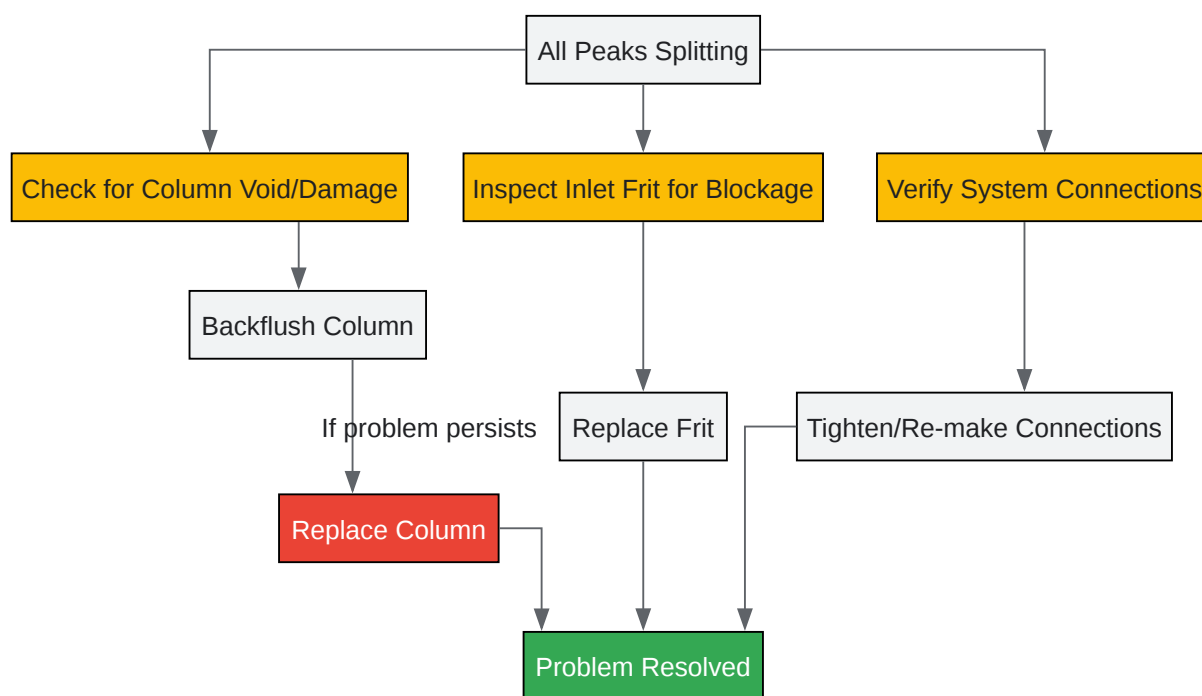 All Peaks Splitting
Check for Column Void/Damage
Inspect Inlet Frit for Blockage
Verify System Connections
Backflush Column
If problem persists
Replace Frit
Tighten/Re-make Connections
Replace Column
Problem Resolved